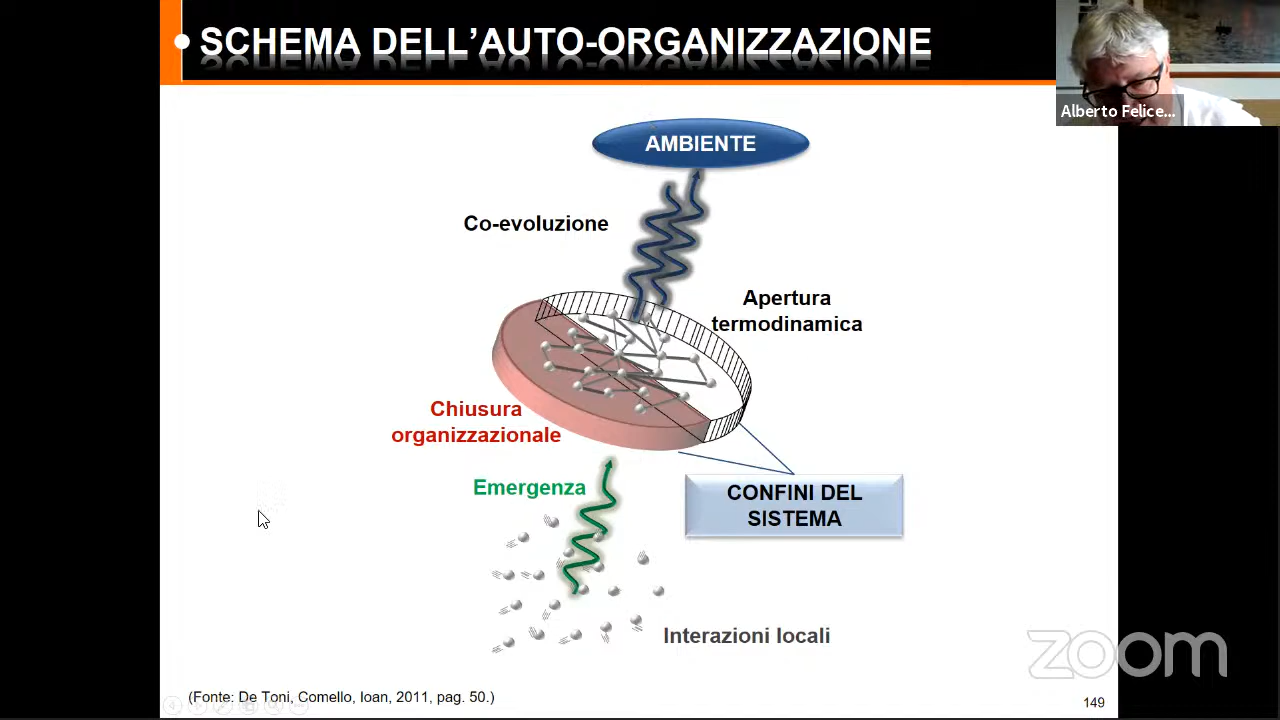 SCHEMA DELL’AUTO-ORGANIZZAZIONE
Alberto Felice...
AMBIENTE
Co-evoluzione
Apertura
termodinamica
Chiusura
organizzazionale
Emergenza
CONFINI DEL
SISTEMA
Interazioni locali
zoom
(Fonte: De Toni, Comello, Ioan, 2011, pag. 50.)
149